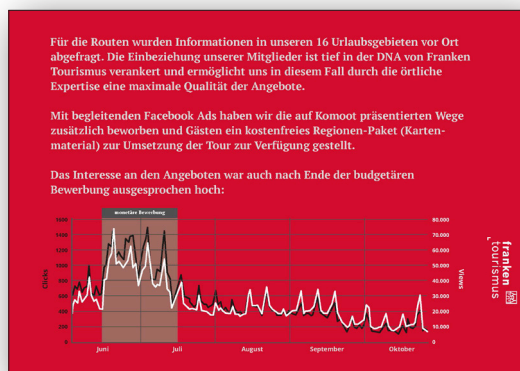 Für die Routen wurden Informationen in unseren 16 Urlaubsgebieten vor Ort
abgefragt. Die Einbeziehung unserer Mitglieder ist tief in der DNA von Franken
Tourismus verankert und ermöglicht uns in diesem Fall durch die örtliche
Expertise eine maximale Qualität der Angebote.
Mit begleitenden Facebook Ads haben wir die auf Komoot präsentierten Wege
zusätzlich beworben und Gästen ein kostenfreies Regionen-Paket (Karten-
material) zur Umsetzung der Tour zur Verfügung gestellt.
Das Interesse an den Angeboten war auch nach Ende der budgetären
Bewerbung ausgesprochen hoch:
monetäre Bewerbung
1600
1400
1200
1000
800
600
400
200
0
Clicks
80.000
70.000
60.000
50.000
40.000
30.000
20.000
10.000
0
Views
Juni
Juli
August
September
Oktober
franken
tourismus